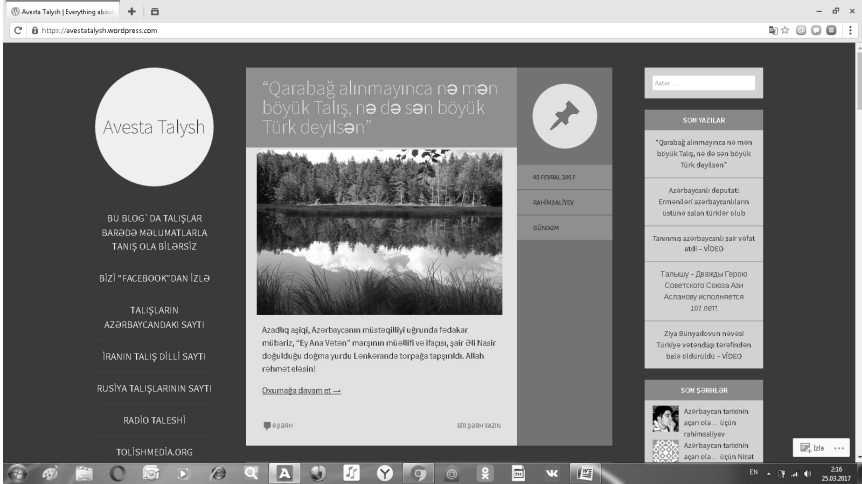 Avesta Talysh | Everything about
https://avestatalysh.wordpress.com
Avesta Talysh
BU BLOG`DA TALIŞLAR
BARƏDƏ MƏLUMATLARLA
TANIŞ OLA BİLƏRSİZ
BİZİ "FACEBOOK"DAN İZLƏ
TALIŞLARIN
AZƏRBAYCANDAKI SAYTI
İRANIN TALIŞ DİLLİ SAYTI
RUSİYA TALIŞLARININ SAYTI
RADİO TALESHİ
TOLISHMEDİA.ORG
"Qarabağ alınmayınca nə mən
böyük Talış, nə də sən böyük
Türk deyilsən"
Azadlıq aşiqi, Azərbaycanın müstəqilliyi uğrunda fədakar
mübariz, "Ey Ana Vətən" marşının müəllifi və ifaçısı, şair Əli Nasir
doğulduğu doğma yurdu Lənkəranda torpağa tapşırıldı. Allah
rəhmət eləsin!
Oxumağa davam et →
ŞƏRH
BİR ŞƏRH YAZIN
05 FEVRAL 2017
RAHİMSALİYEV
GÜNDƏM
Axtar …
SON YAZILAR
"Qarabağ alınmayınca nə mən
böyük Talış, nə də sən böyük
Türk deyilsən"
Azərbaycanlı deputat:
Erməniləri azərbaycanlıların
üstünə salan türklər olub
Tanınmış azərbaycanlı şair vəfat
etdi – VİDEO
Талышу – Дважды Герою
Советского Союза Ази
Асланову исполняется
107 лет!
Ziya Bünyadovun nəvəsi
Türkiyə vətəndaşı tərəfindən
belə öldürüldü – VİDEO
SON ŞƏRHLƏR
Azərbaycan tarixinin
açarı ola… üçün
rahimsaliyev
Azərbaycan tarixinin
açarı ola… üçün Nicat
İzlə
EN
2:16
25.03.2017